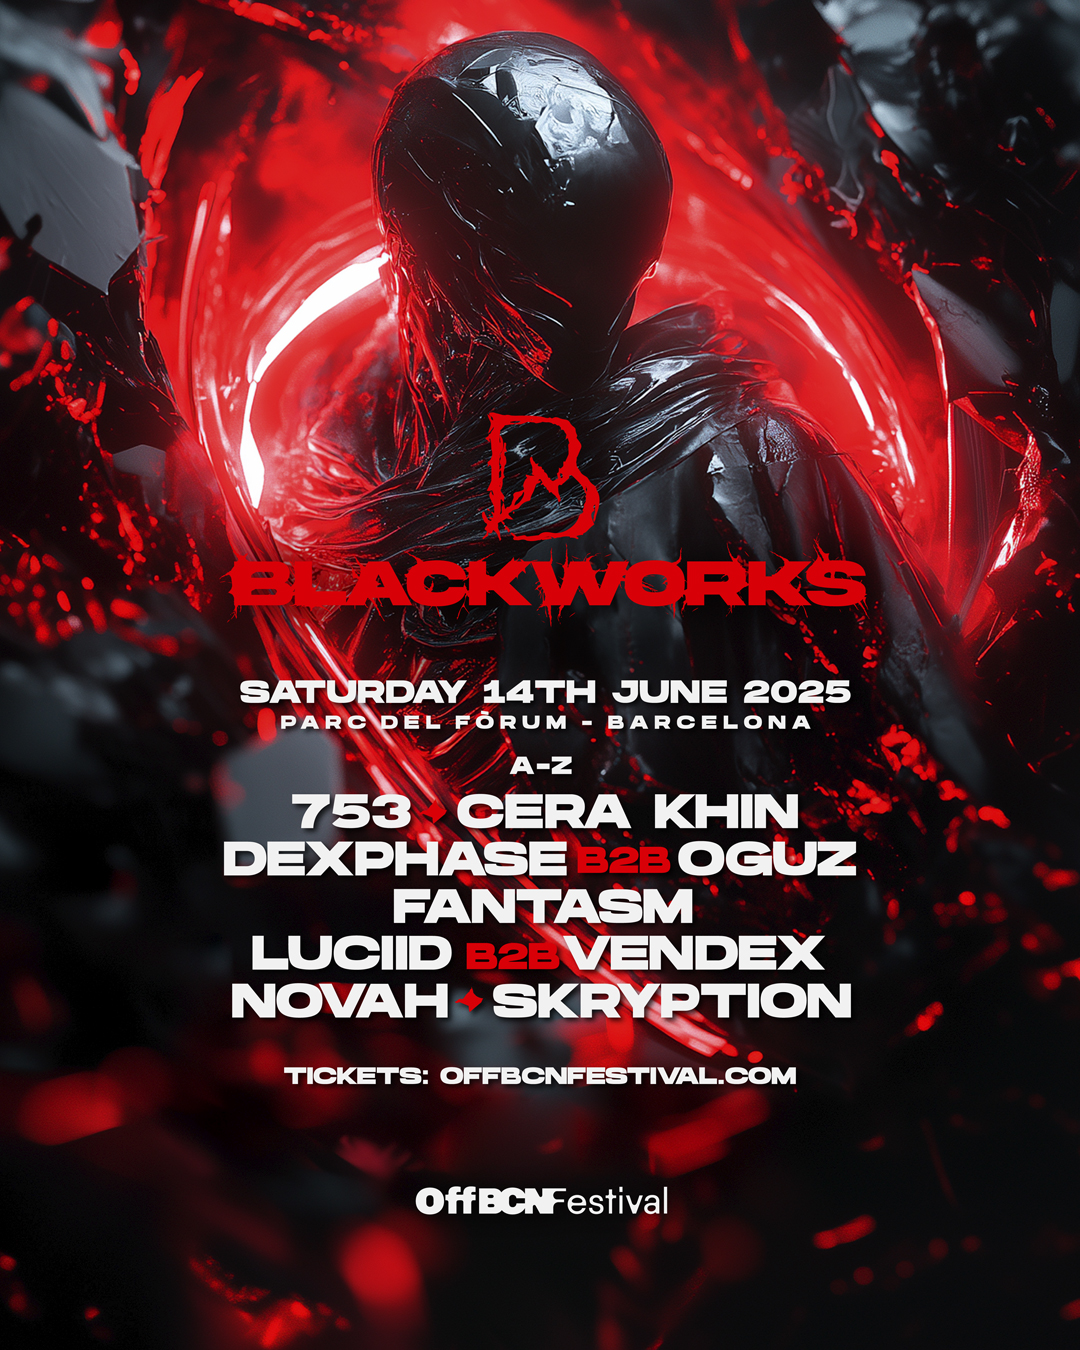 B
BLACKWORKS
SATURDAY 14TH JUNE 2025
PARC DEL FÒRUM - BARCELONA
A-Z
753 ✦ CERA KHIN
DEXPHASE B2B OGUZ
FANTASM
LUCIID B2B VENDEX
NOVAH ✦ SKRYPTION
TICKETS: OFFBCNFESTIVAL.COM
OffBCNFestival